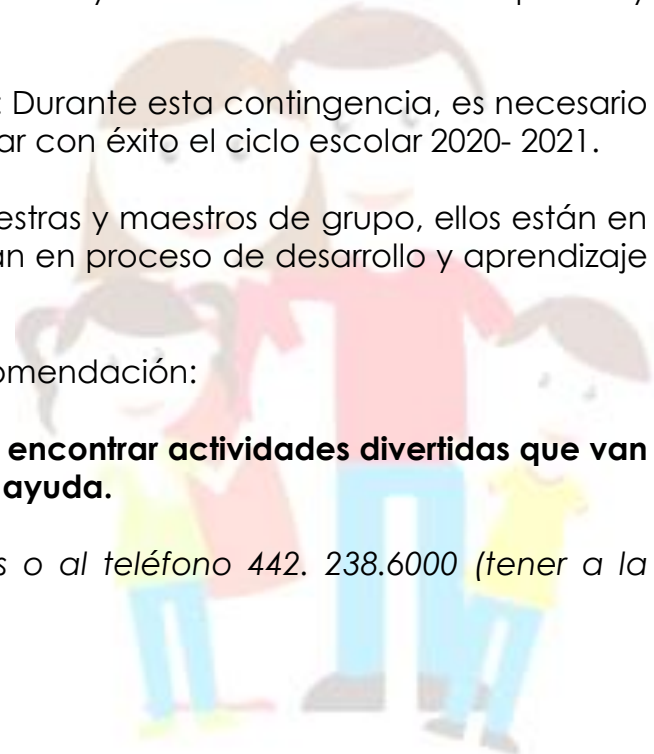 : Durante esta contingencia, es necesario
ar con éxito el ciclo escolar 2020- 2021.
estras y maestros de grupo, ellos están en
an en proceso de desarrollo y aprendizaje
omendación:
encontrar actividades divertidas que van
ayuda.
s o al teléfono 442. 238.6000 (tener a la